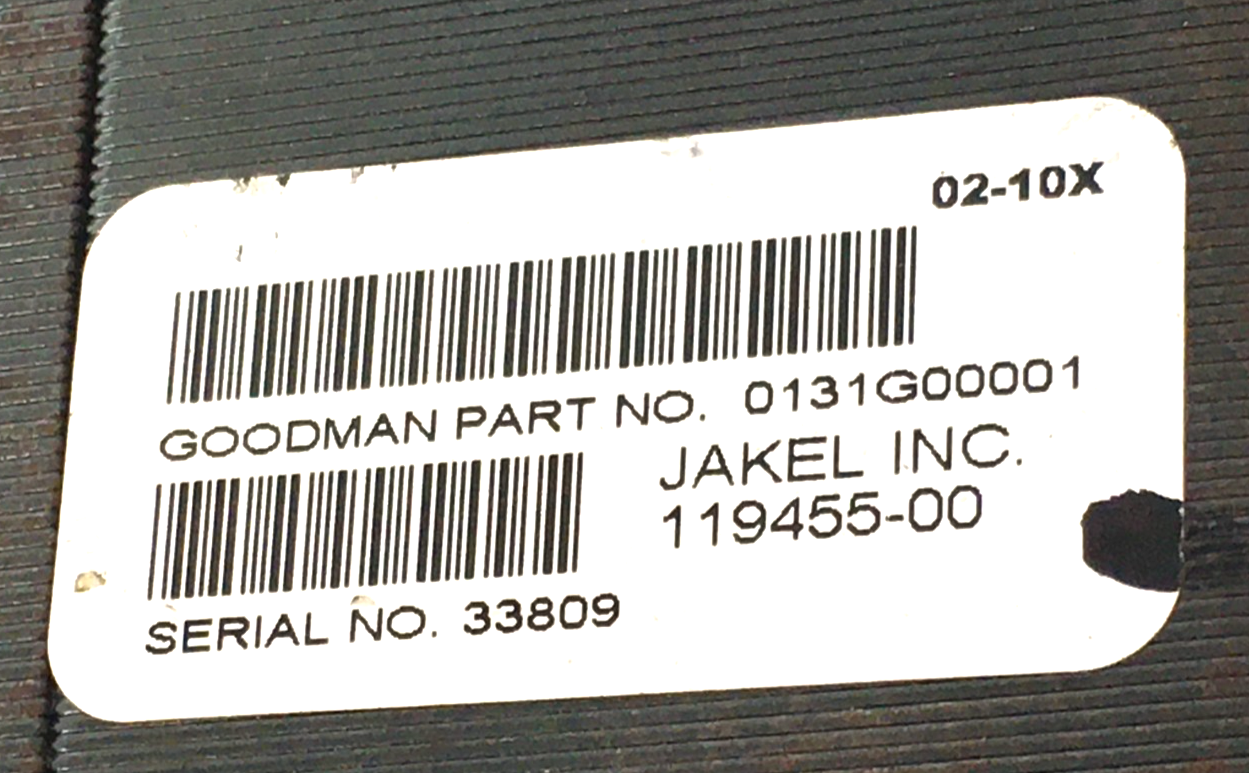 02-10X
GOODMAN PART NO. 0131G00001
JAKEL INC.
119455-00
SERIAL NO. 33809